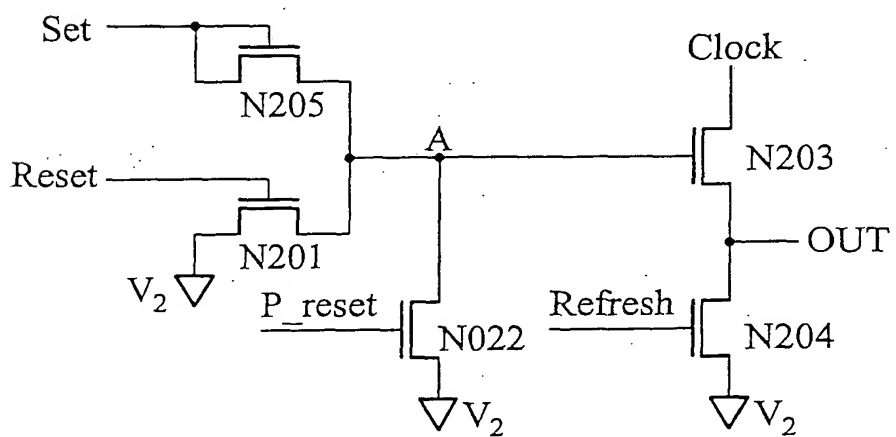 Set
Clock
N205
A
N203
Reset
OUT
N201
V₂
P_reset
Refresh
N022
N204
V₂
V₂